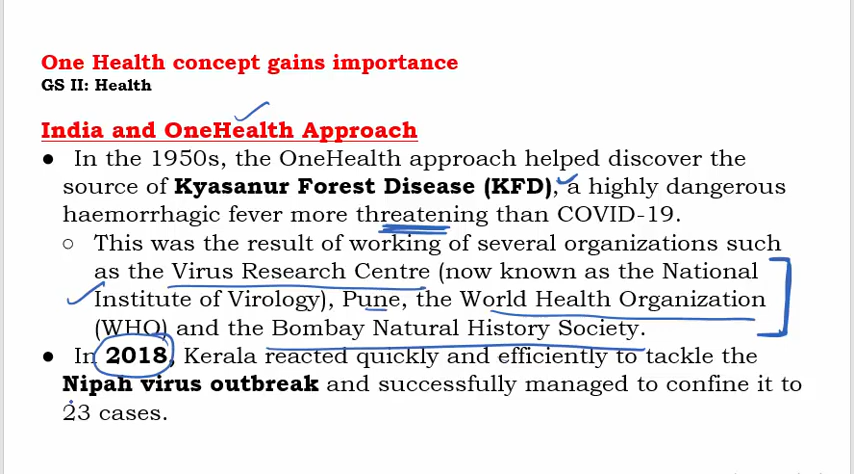 One Health concept gains importance
GS II: Health
India and OneHealth Approach
● In the 1950s, the OneHealth approach helped discover the
source of Kyasanur Forest Disease (KFD), a highly dangerous
haemorrhagic fever more threatening than COVID-19.
○ This was the result of working of several organizations such
as the Virus Research Centre (now known as the National
Institute of Virology), Pune, the World Health Organization
(WHO) and the Bombay Natural History Society.
● In 2018, Kerala reacted quickly and efficiently to tackle the
Nipah virus outbreak and successfully managed to confine it to
23 cases.